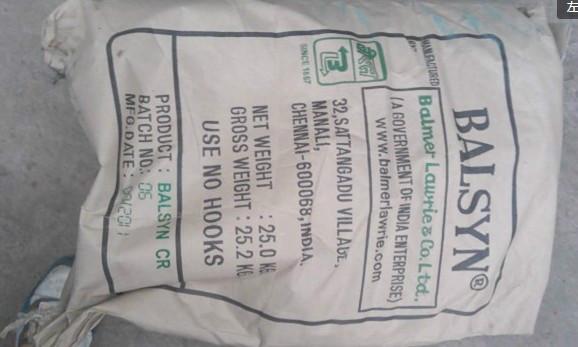 BALSYN®
MANUFACTURED
Balmer Lawrie & Co. Ltd.
(A GOVERNMENT OF INDIA ENTERPRISE)
www.balmerlawrie.com
SINCE 1867
32, SATTANGADU VILLAGE,
MANALI,
CHENNAI-600068, INDIA.
NET WEIGHT : 25.0 KG
GROSS WEIGHT : 25.2 KG
USE NO HOOKS
PRODUCT : BALSYN CR
BATCH NO.: 06
MFG.DATE :
左